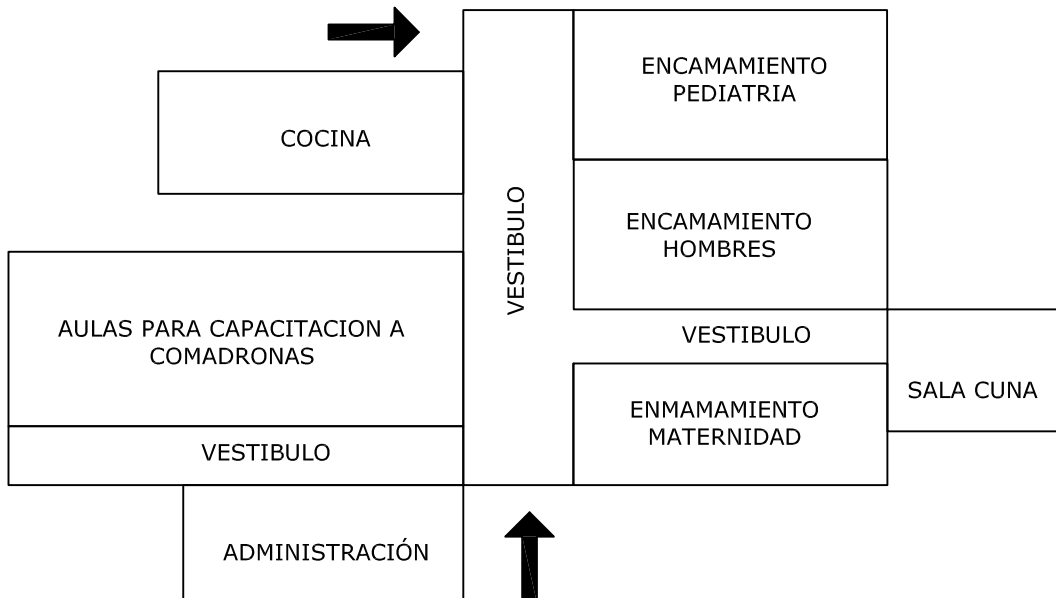 ENCAMAMIENTO
PEDIATRIA
COCINA
VESTIBULO
ENCAMAMIENTO
HOMBRES
AULAS PARA CAPACITACION A
COMADRONAS
VESTIBULO
SALA CUNA
ENMAMAMIENTO
MATERNIDAD
VESTIBULO
ADMINISTRACIÓN